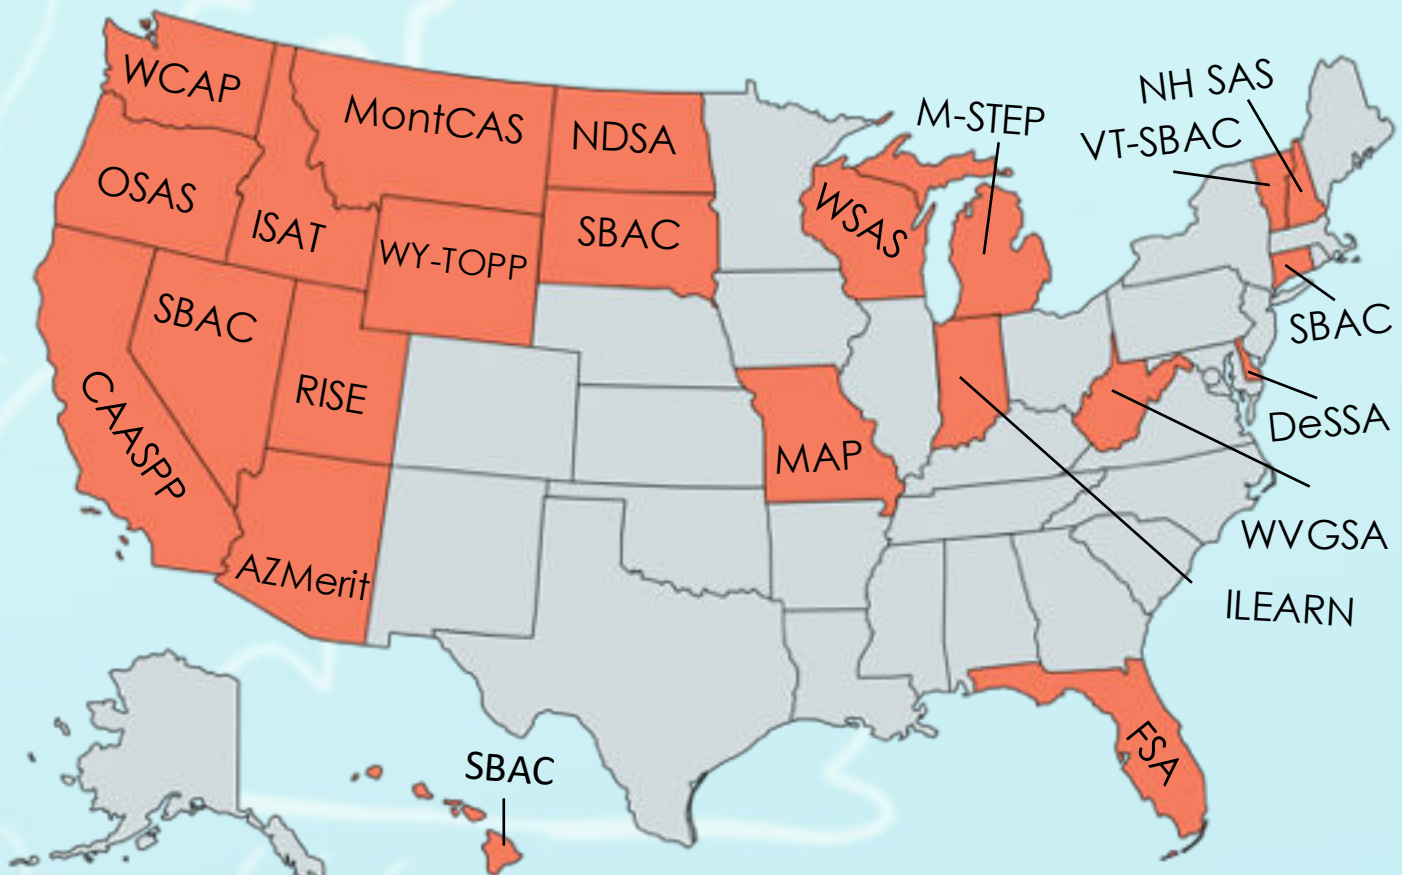 WCAP
MontCAS
NDSA
M-STEP
NH SAS
VT-SBAC
OSAS
ISAT
WY-TOPP
SBAC
WSAS
SBAC
SBAC
CAASPP
RISE
MAP
DeSSA
WVGSA
AZMerit
ILEARN
FSA
SBAC